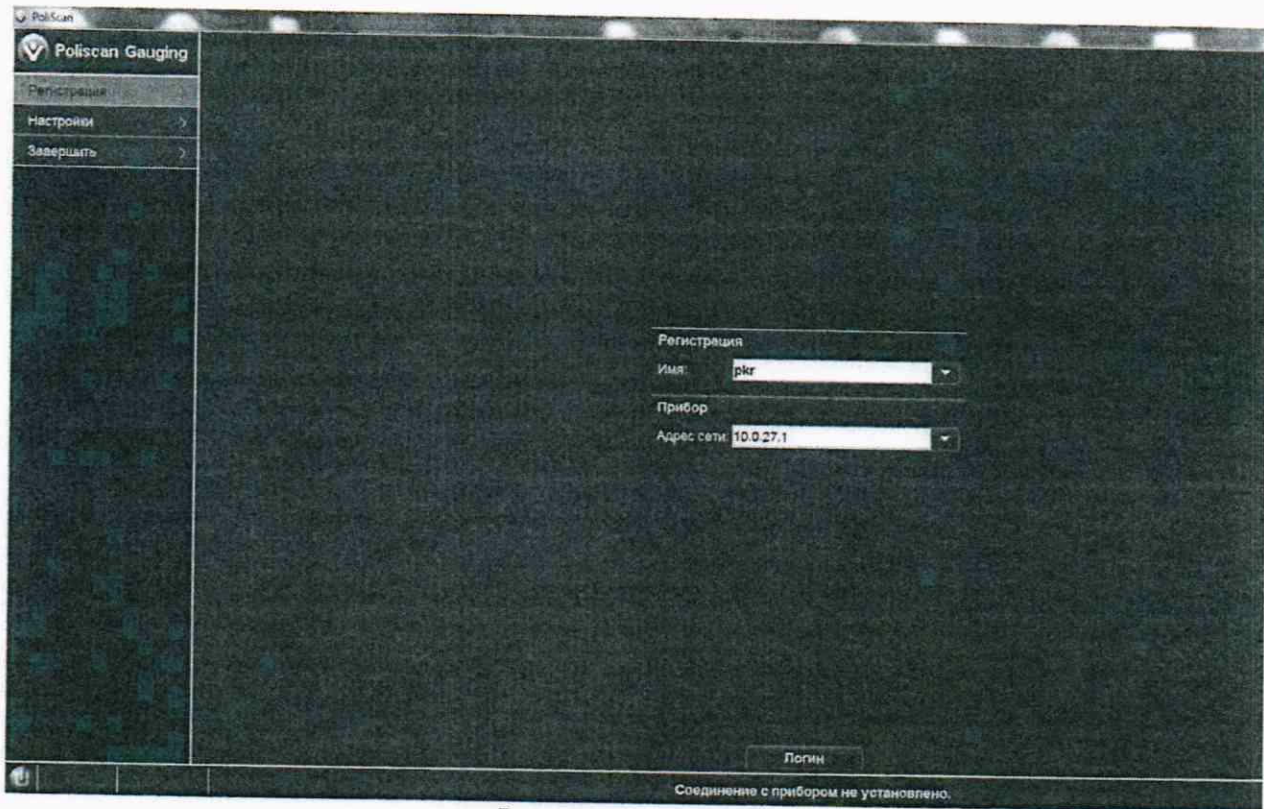 PoliScan
Poliscan Gauging
Регистрация
Настройки
Завершить
Регистрация
Имя: pkr
Прибор
Адрес сети: 10.0.27.1
Логин
Соединение с прибором не установлено.